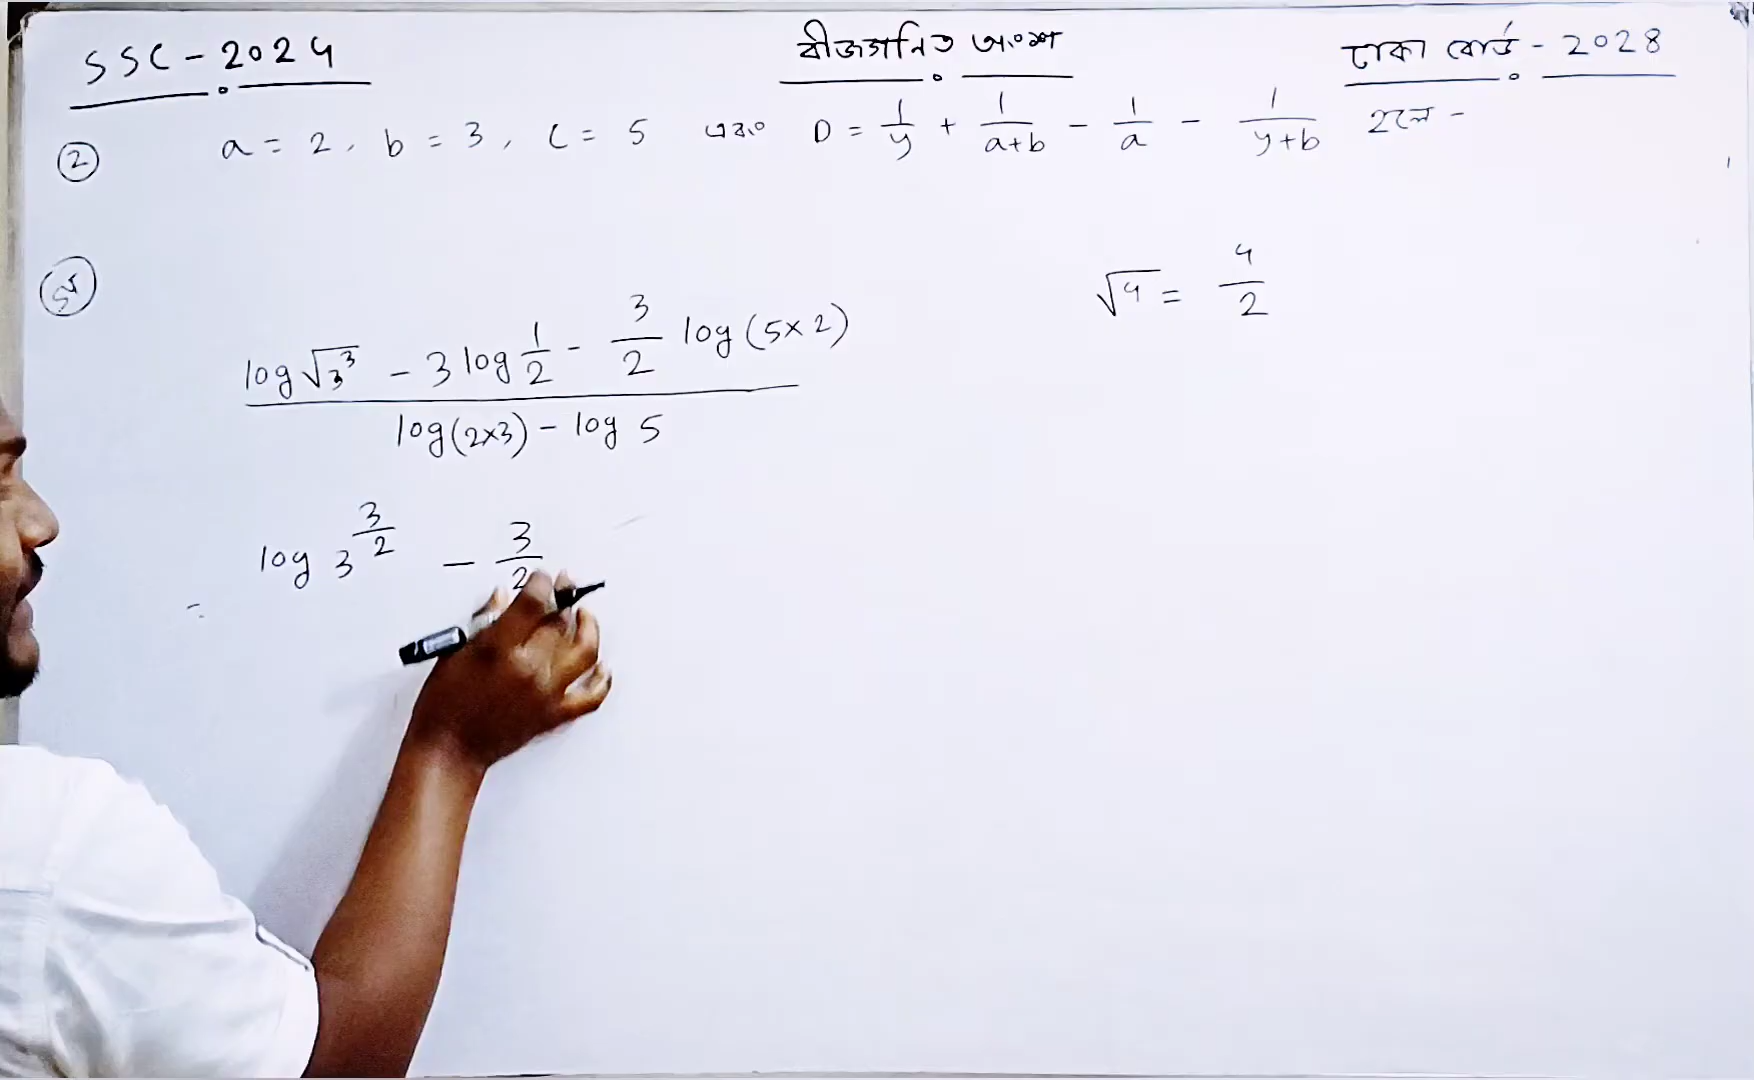 SSC - 2024
বীজগনিত অংশ
ঢাকা বোর্ড - 2028
② a = 2, b = 3, c = 5 এবং D = 1/y + 1/(a+b) - 1/a - 1/(y+b) হলে -
(log √3³ - 3 log 1/2 - 3/2 log (5×2)) / (log (2×3) - log 5)
√4 = 4/2
= log 3^(3/2) - 3/2